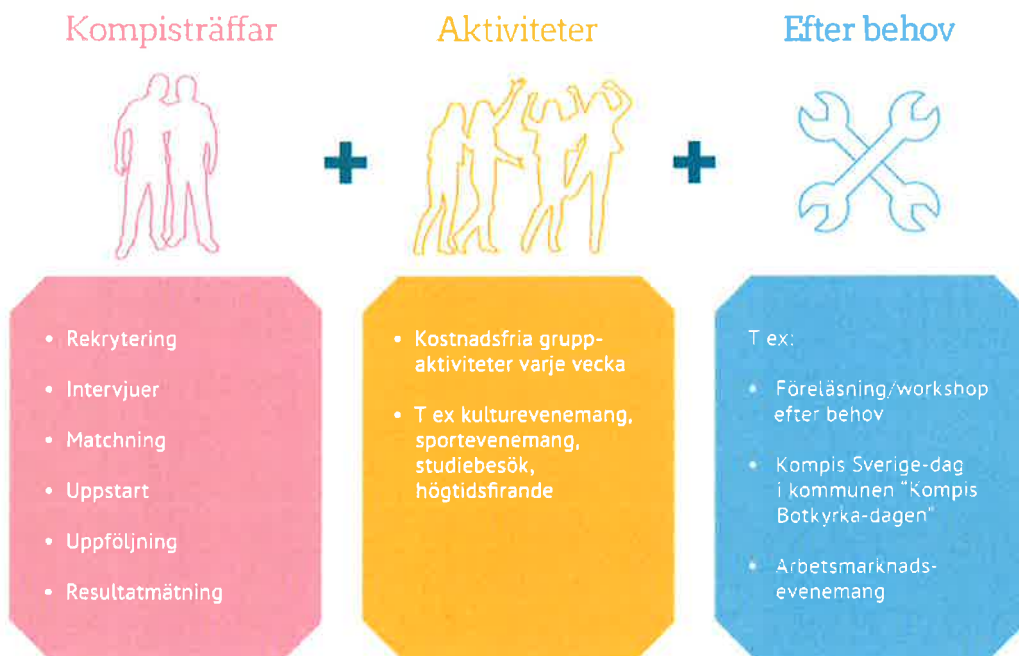 Kompisträffar
• Rekrytering
• Intervjuer
• Matchning
• Uppstart
• Uppföljning
• Resultatmätning
Aktiviteter
• Kostnadsfria grupp-
aktiviteter varje vecka
• T ex kulturevenemang,
sportevenemang,
studiebesök,
högtidsfirande
Efter behov
T ex:
• Föreläsning/workshop
efter behov
• Kompis Sverige-dag
i kommunen "Kompis
Botkyrka-dagen"
• Arbetsmarknads-
evenemang